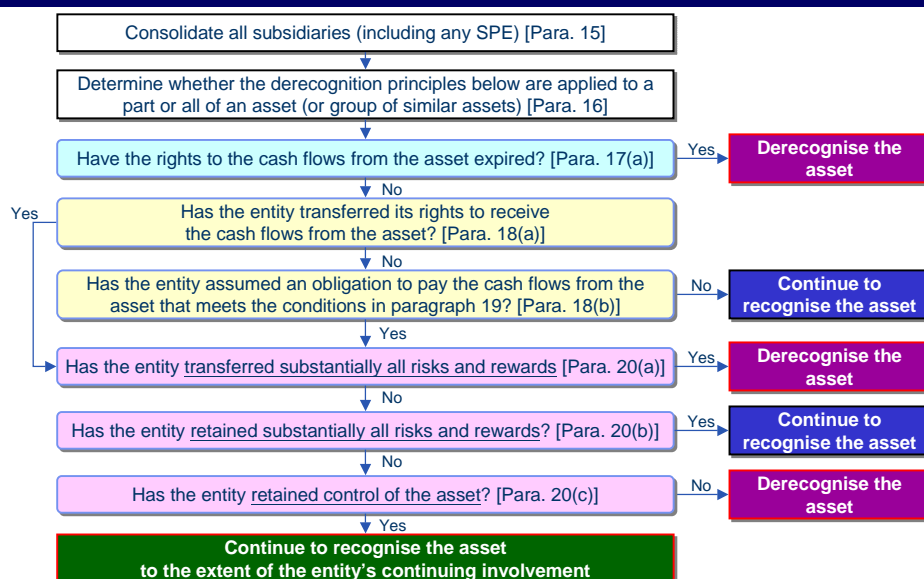 Consolidate all subsidiaries (including any SPE) [Para. 15]
Determine whether the derecognition principles below are applied to a
part or all of an asset (or group of similar assets) [Para. 16]
Have the rights to the cash flows from the asset expired? [Para. 17(a)]
Yes
Derecognise the
asset
No
Yes
Has the entity transferred its rights to receive
the cash flows from the asset? [Para. 18(a)]
No
Has the entity assumed an obligation to pay the cash flows from the
asset that meets the conditions in paragraph 19? [Para. 18(b)]
No
Continue to
recognise the asset
Yes
Has the entity transferred substantially all risks and rewards [Para. 20(a)]
Yes
Derecognise the
asset
No
Has the entity retained substantially all risks and rewards? [Para. 20(b)]
Yes
Continue to
recognise the asset
No
Has the entity retained control of the asset? [Para. 20(c)]
No
Derecognise the
asset
Yes
Continue to recognise the asset
to the extent of the entity's continuing involvement